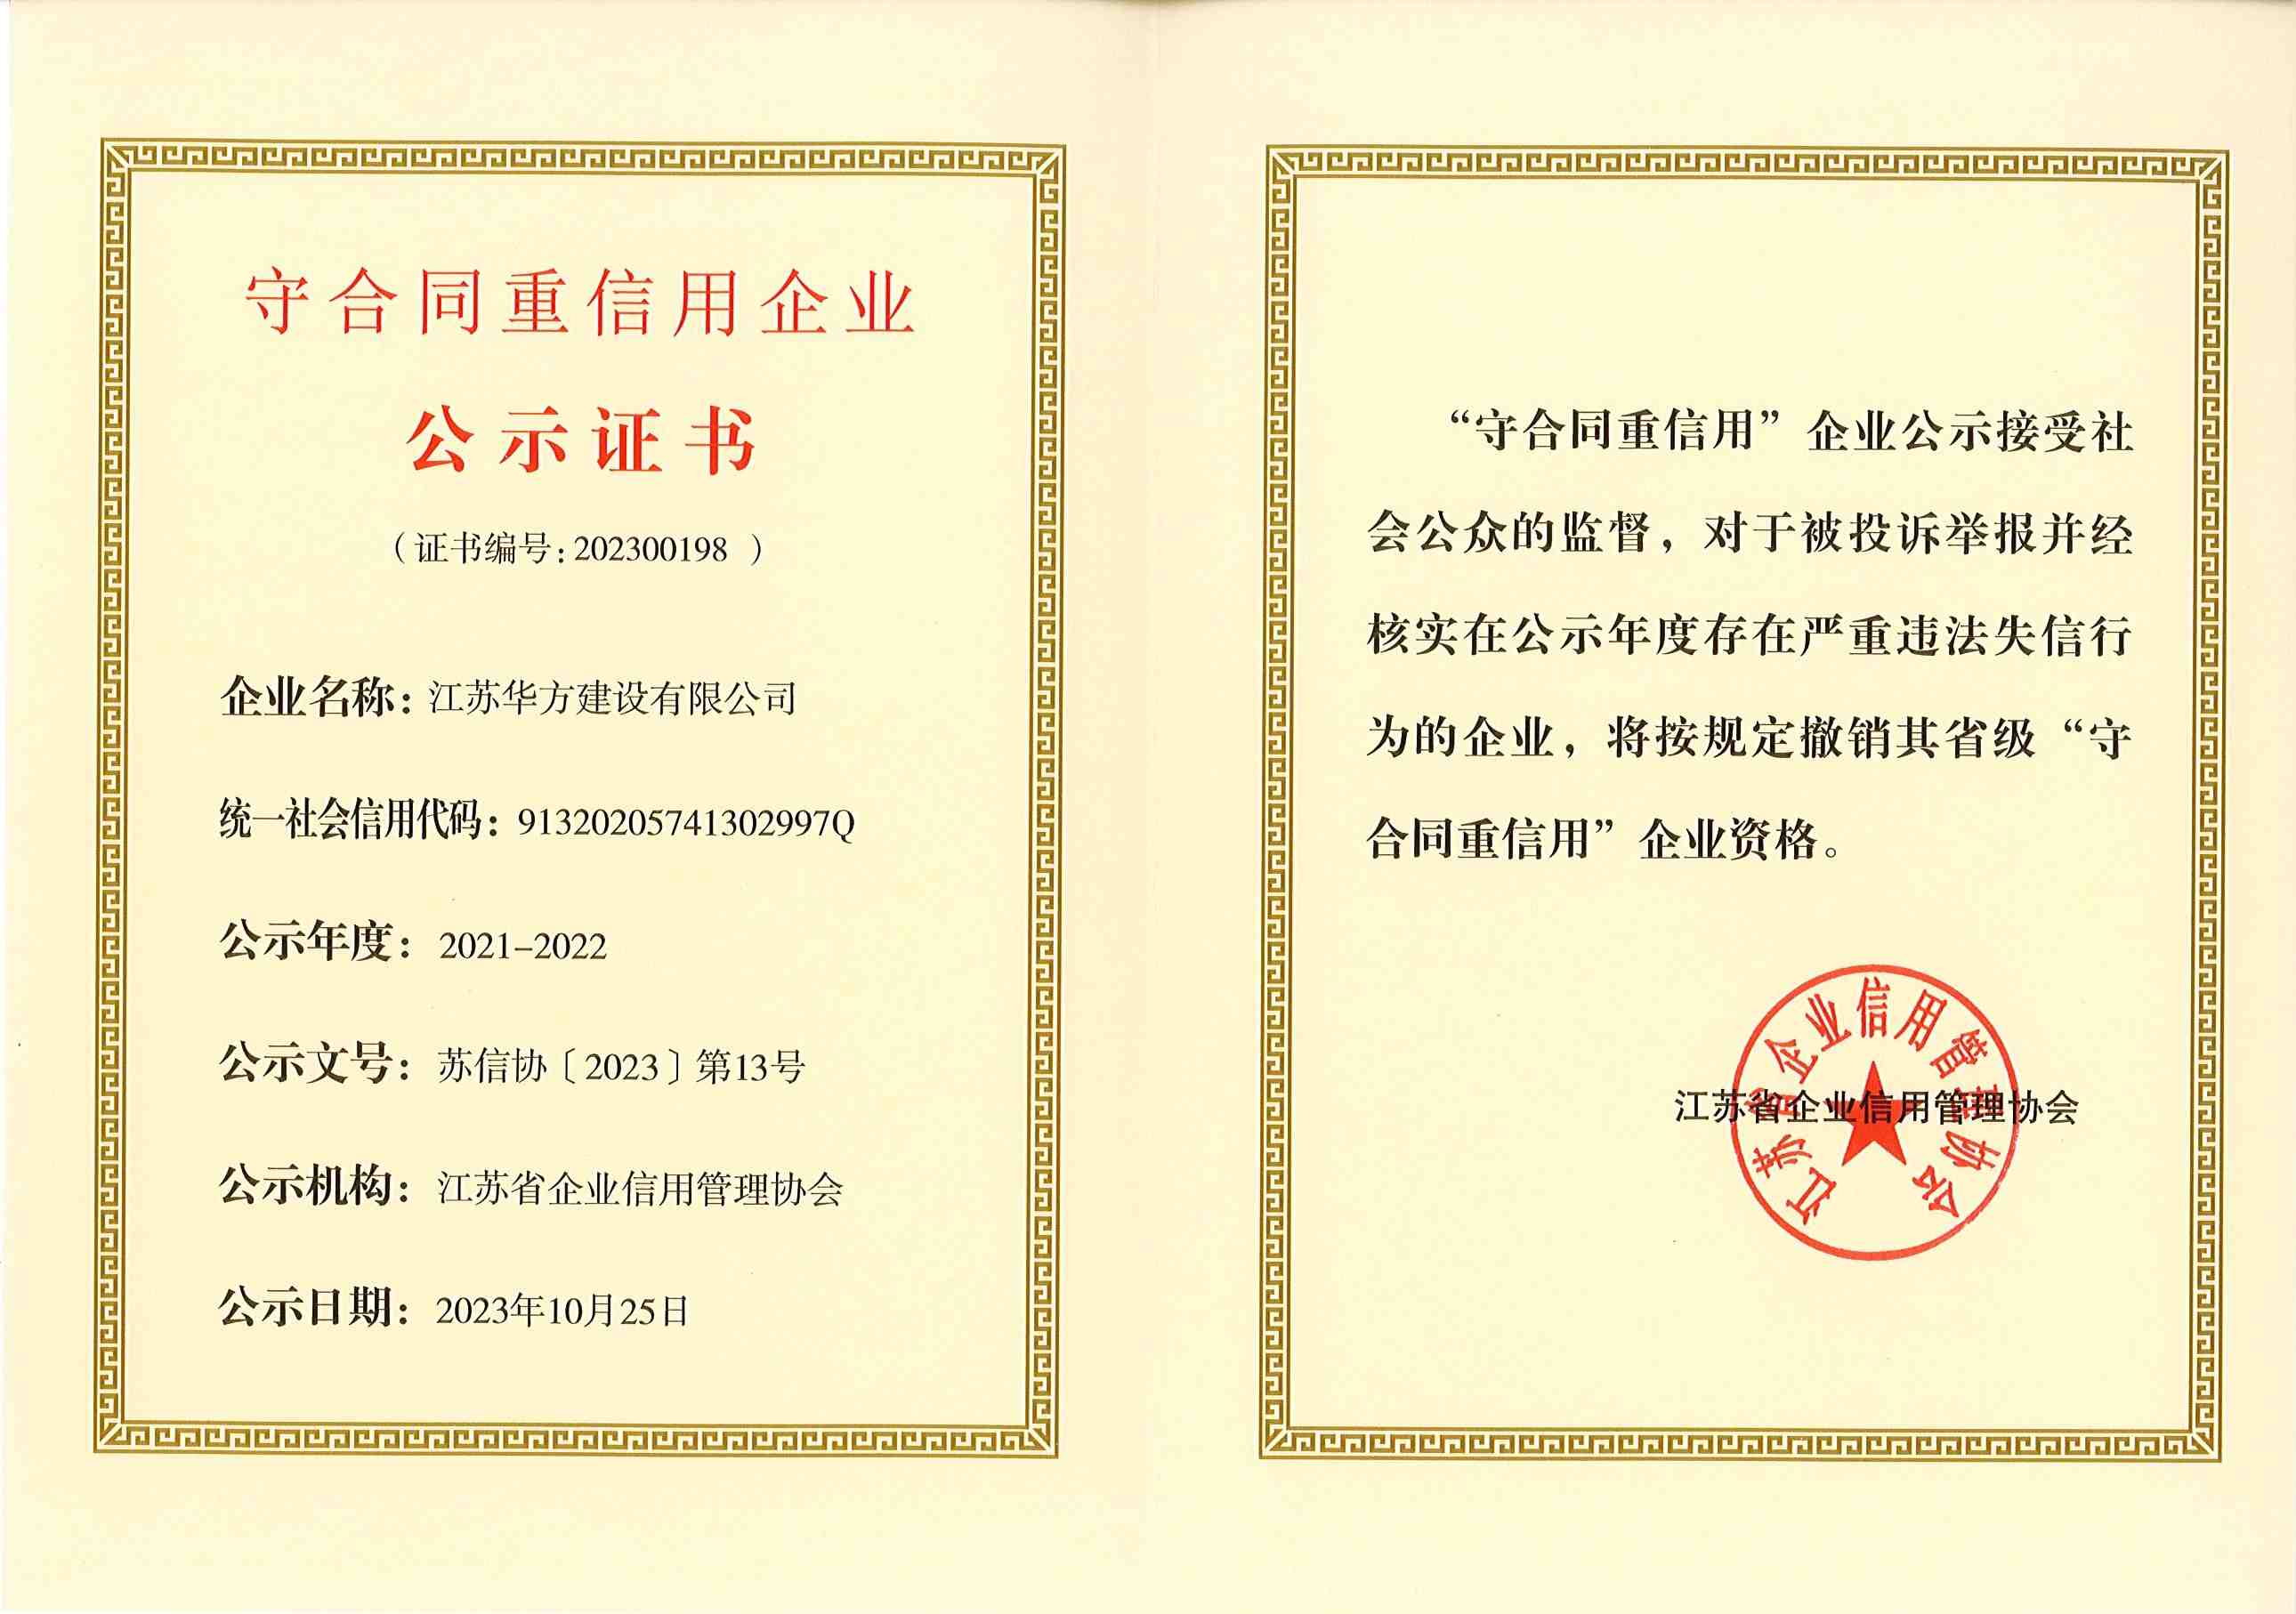 守合同重信用企业
公示证书
（证书编号：202300198 ）
企业名称：江苏华方建设有限公司
统一社会信用代码：91320205741302997Q
公示年度：2021–2022
公示文号：苏信协〔2023〕第13号
公示机构：江苏省企业信用管理协会
公示日期：2023年10月25日
“守合同重信用”企业公示接受社
会公众的监督，对于被投诉举报并经
核实在公示年度存在严重违法失信行
为的企业，将按规定撤销其省级“守
合同重信用”企业资格。
江苏省企业信用管理协会
江苏省企业信用管理协会